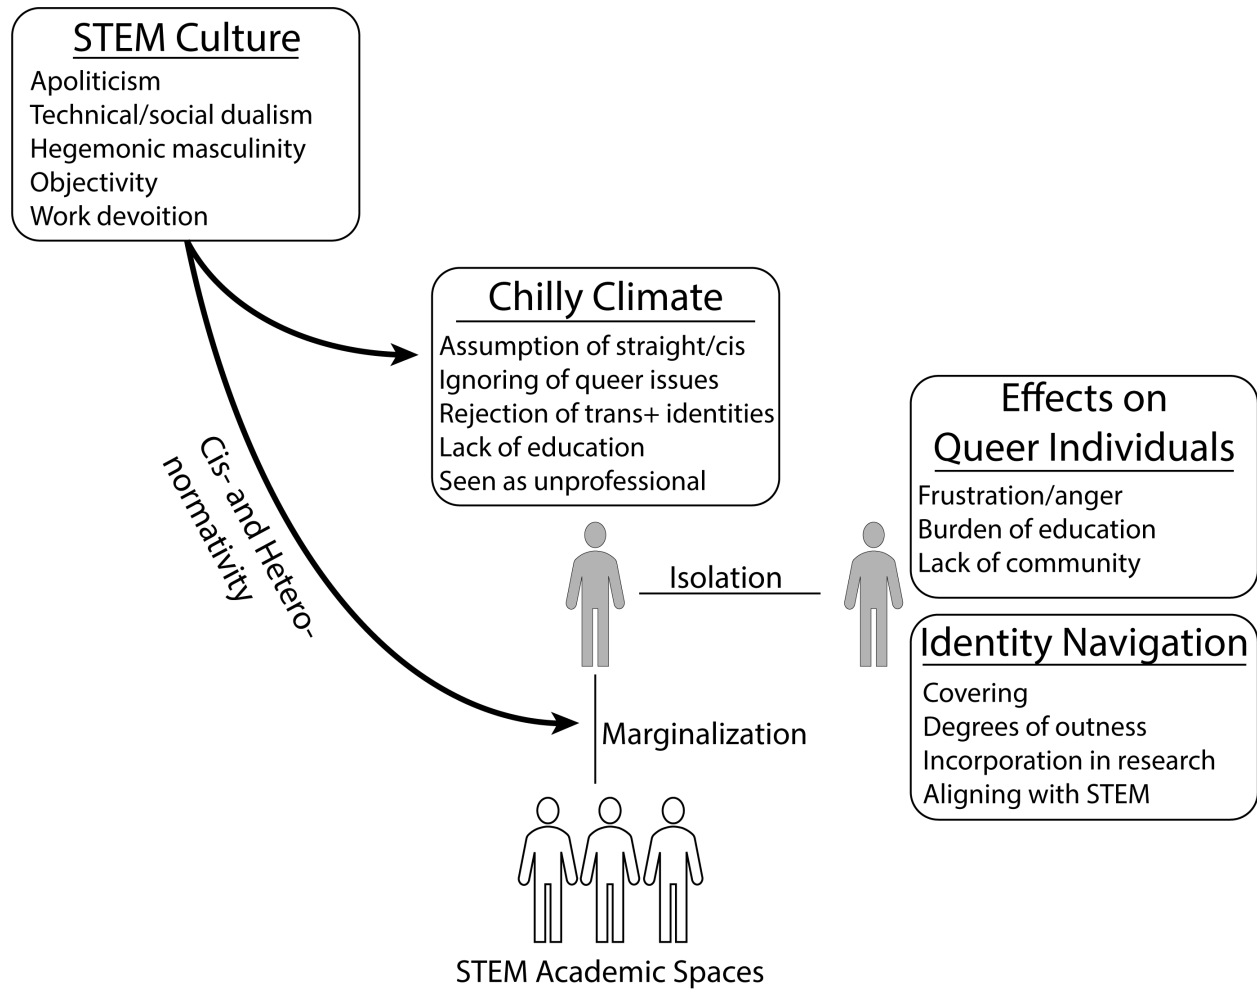 STEM Culture
Apoliticism
Technical/social dualism
Hegemonic masculinity
Objectivity
Work devoition
Chilly Climate
Assumption of straight/cis
Ignoring of queer issues
Rejection of trans+ identities
Lack of education
Seen as unprofessional
Cis- and Hetero-
normativity
Effects on
Queer Individuals
Frustration/anger
Burden of education
Lack of community
Isolation
Identity Navigation
Covering
Degrees of outness
Incorporation in research
Aligning with STEM
Marginalization
STEM Academic Spaces